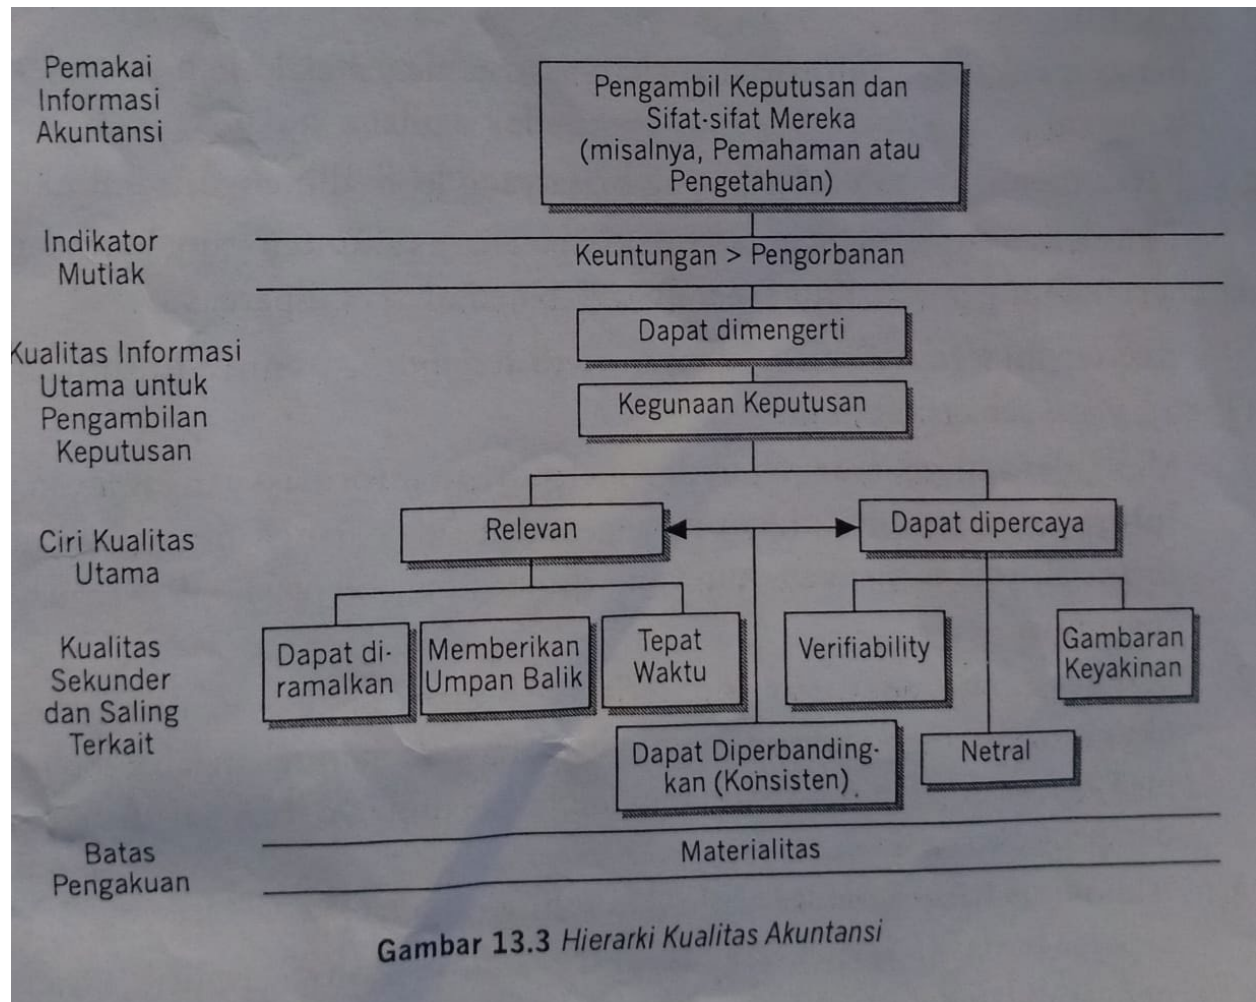 Pemakai
Informasi
Akuntansi
Pengambil Keputusan dan
Sifat-sifat Mereka
(misalnya, Pemahaman atau
Pengetahuan)
Indikator
Mutlak
Keuntungan > Pengorbanan
Kualitas Informasi
Utama untuk
Pengambilan
Keputusan
Dapat dimengerti
Kegunaan Keputusan
Ciri Kualitas
Utama
Relevan
Dapat dipercaya
Kualitas
Sekunder
dan Saling
Terkait
Dapat di-
ramalkan
Memberikan
Umpan Balik
Tepat
Waktu
Verifiability
Gambaran
Keyakinan
Dapat Diperbanding-
kan (Konsisten)
Netral
Batas
Pengakuan
Materialitas
Gambar 13.3 Hierarki Kualitas Akuntansi